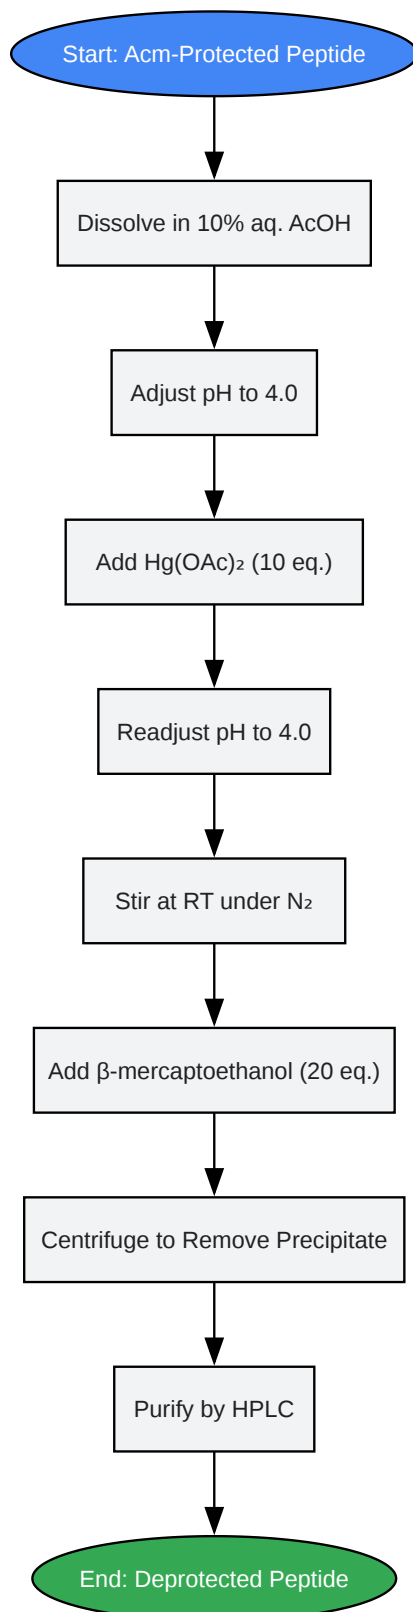 Start: Acm-Protected Peptide
Dissolve in 10% aq. AcOH
Adjust pH to 4.0
Add Hg(OAc)₂ (10 eq.)
Readjust pH to 4.0
Stir at RT under N₂
Add β-mercaptoethanol (20 eq.)
Centrifuge to Remove Precipitate
Purify by HPLC
End: Deprotected Peptide